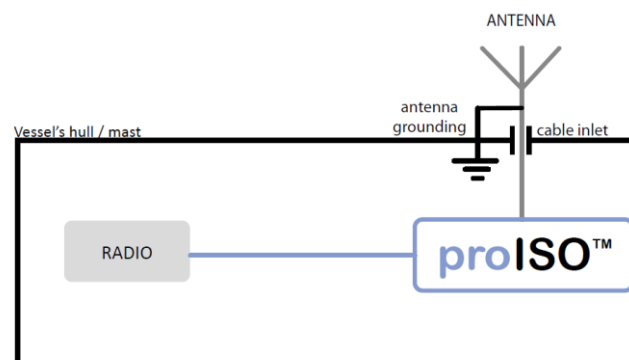 ANTENNA
antenna
grounding
cable inlet
Vessel's hull / mast
RADIO
proISO™